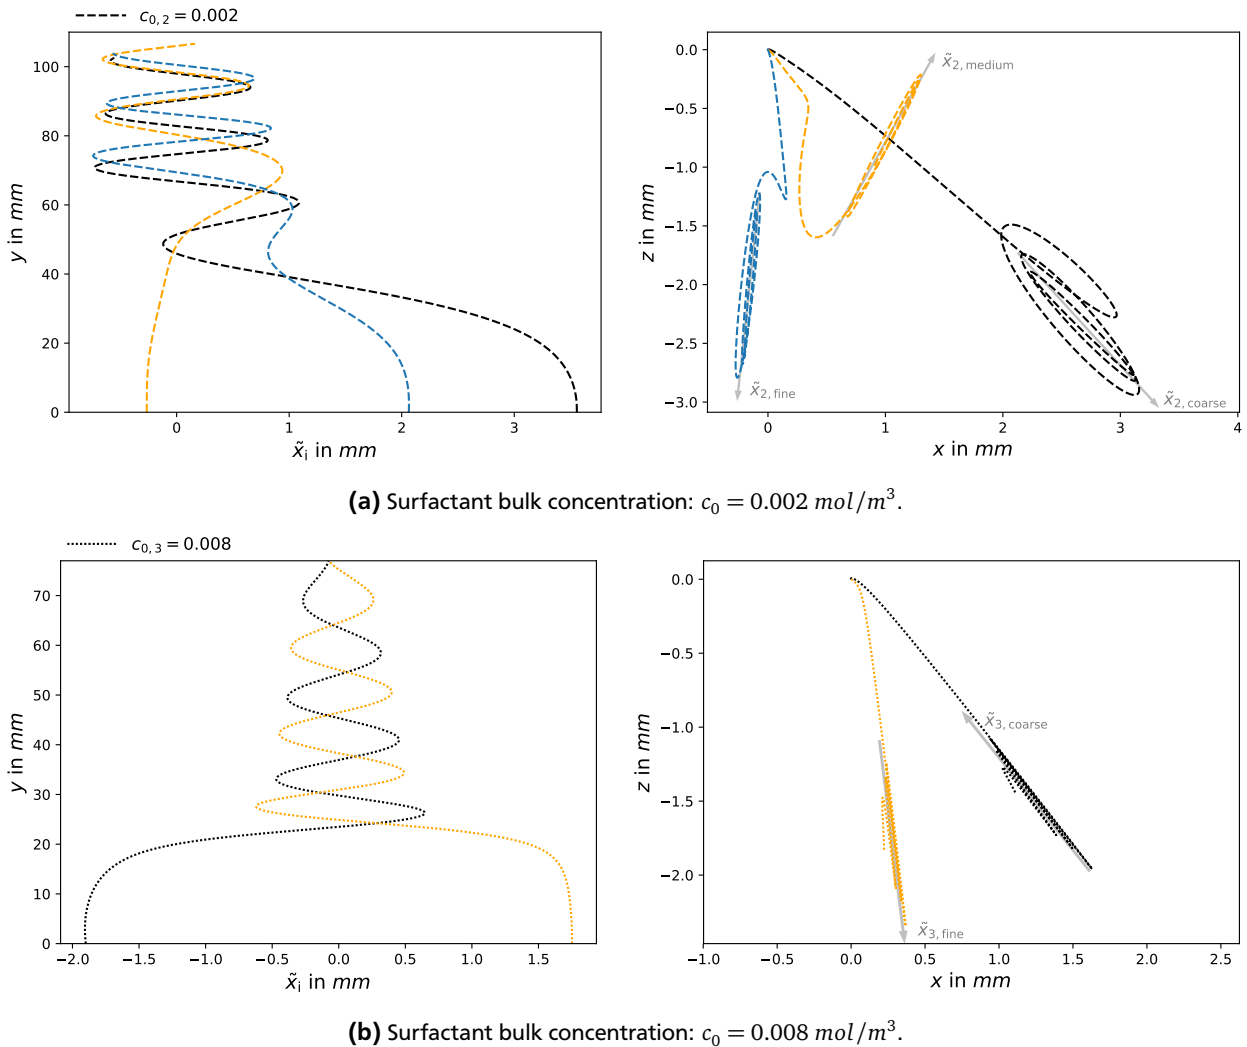 c₀,₂ = 0.002
y in mm
0
20
40
60
80
100
0 1 2 3
x̃ᵢ in mm
z in mm
0.0
−0.5
−1.0
−1.5
−2.0
−2.5
−3.0
0 1 2 3 4
x in mm
x̃₂, medium
x̃₂, fine
x̃₂, coarse
(a) Surfactant bulk concentration: c₀ = 0.002 mol/m³.
c₀,₃ = 0.008
y in mm
0
10
20
30
40
50
60
70
−2.0 −1.5 −1.0 −0.5 0.0 0.5 1.0 1.5
x̃ᵢ in mm
z in mm
0.0
−0.5
−1.0
−1.5
−2.0
−1.0 −0.5 0.0 0.5 1.0 1.5 2.0 2.5
x in mm
x̃₃, coarse
x̃₃, fine
(b) Surfactant bulk concentration: c₀ = 0.008 mol/m³.